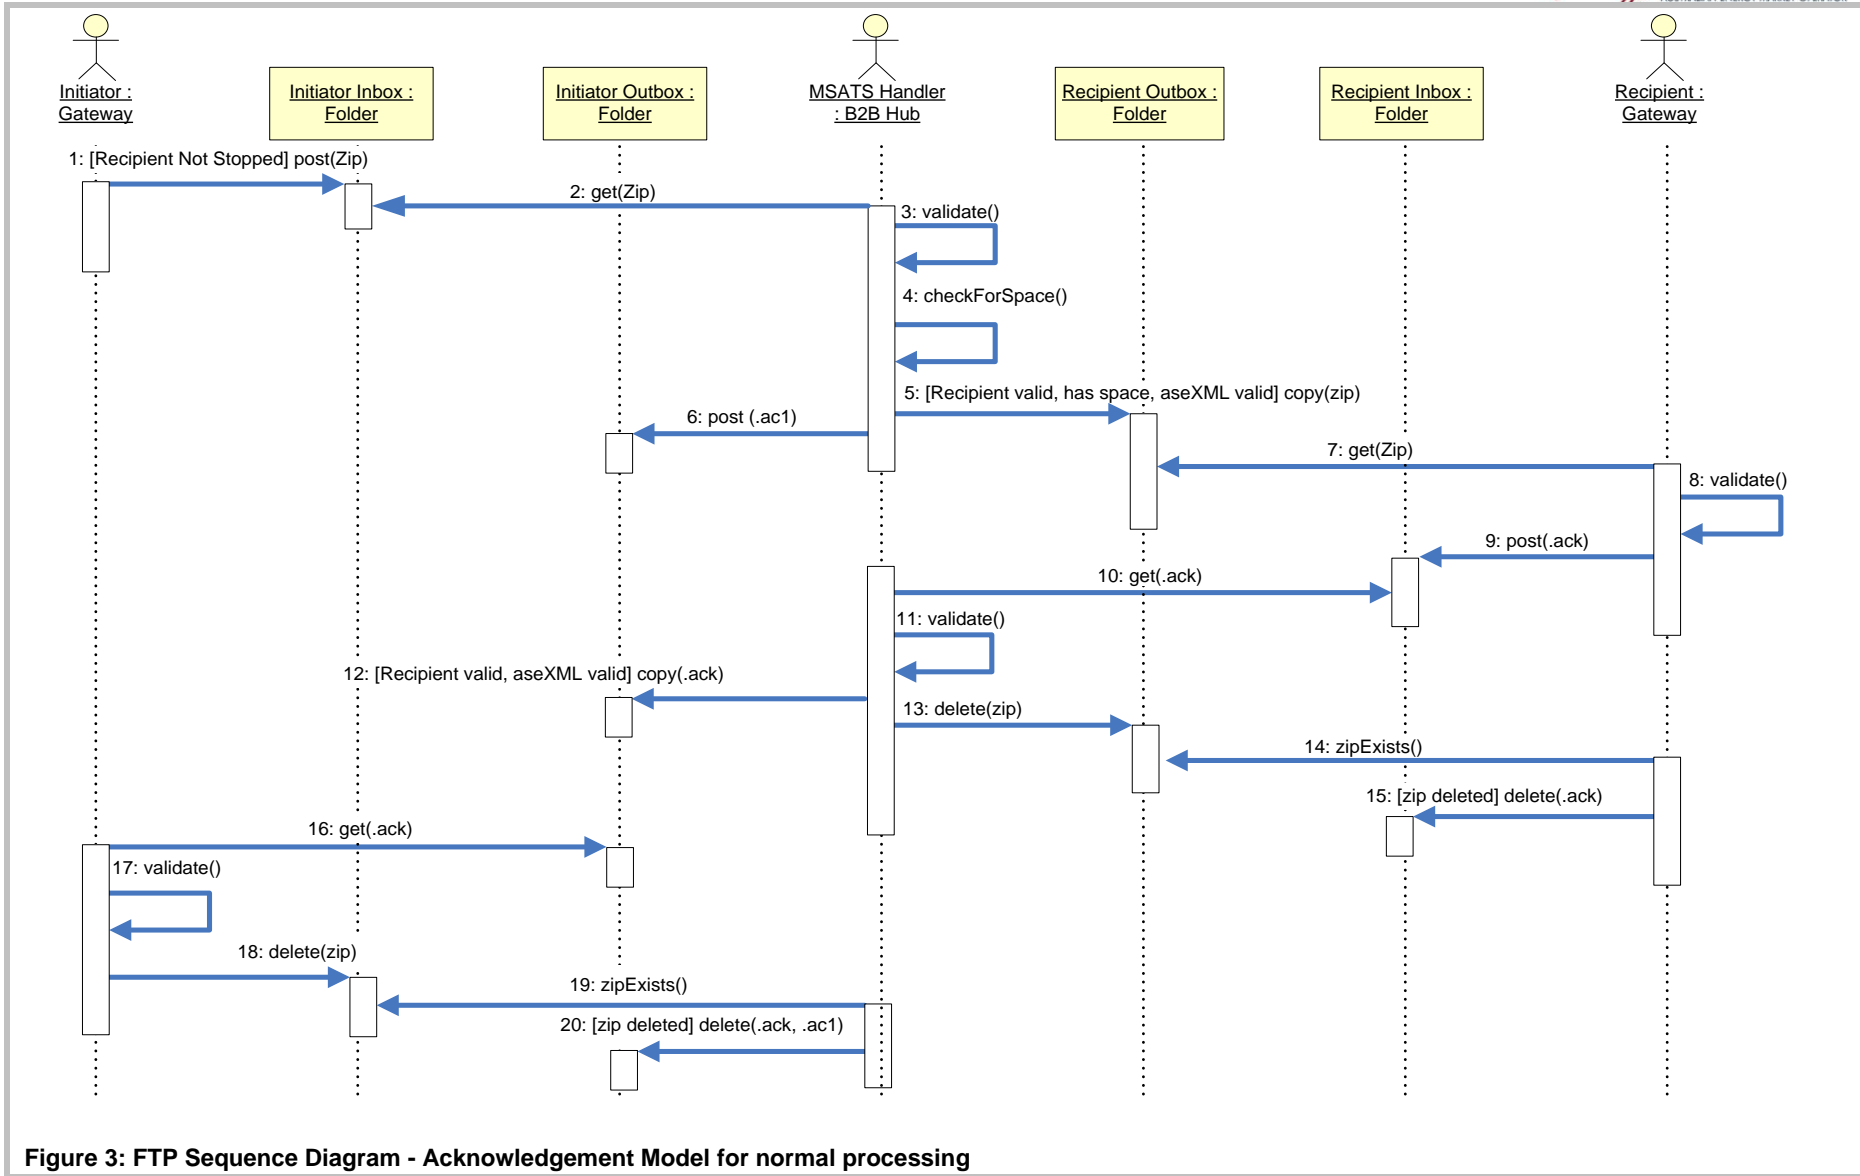 Initiator :
Gateway
Initiator Inbox :
Folder
Initiator Outbox :
Folder
MSATS Handler
: B2B Hub
Recipient Outbox :
Folder
Recipient Inbox :
Folder
Recipient :
Gateway
1: [Recipient Not Stopped] post(Zip)
2: get(Zip)
3: validate()
4: checkForSpace()
5: [Recipient valid, has space, aseXML valid] copy(zip)
6: post (.ac1)
7: get(Zip)
8: validate()
9: post(.ack)
10: get(.ack)
11: validate()
12: [Recipient valid, aseXML valid] copy(.ack)
13: delete(zip)
14: zipExists()
15: [zip deleted] delete(.ack)
16: get(.ack)
17: validate()
18: delete(zip)
19: zipExists()
20: [zip deleted] delete(.ack, .ac1)
Figure 3: FTP Sequence Diagram - Acknowledgement Model for normal processing